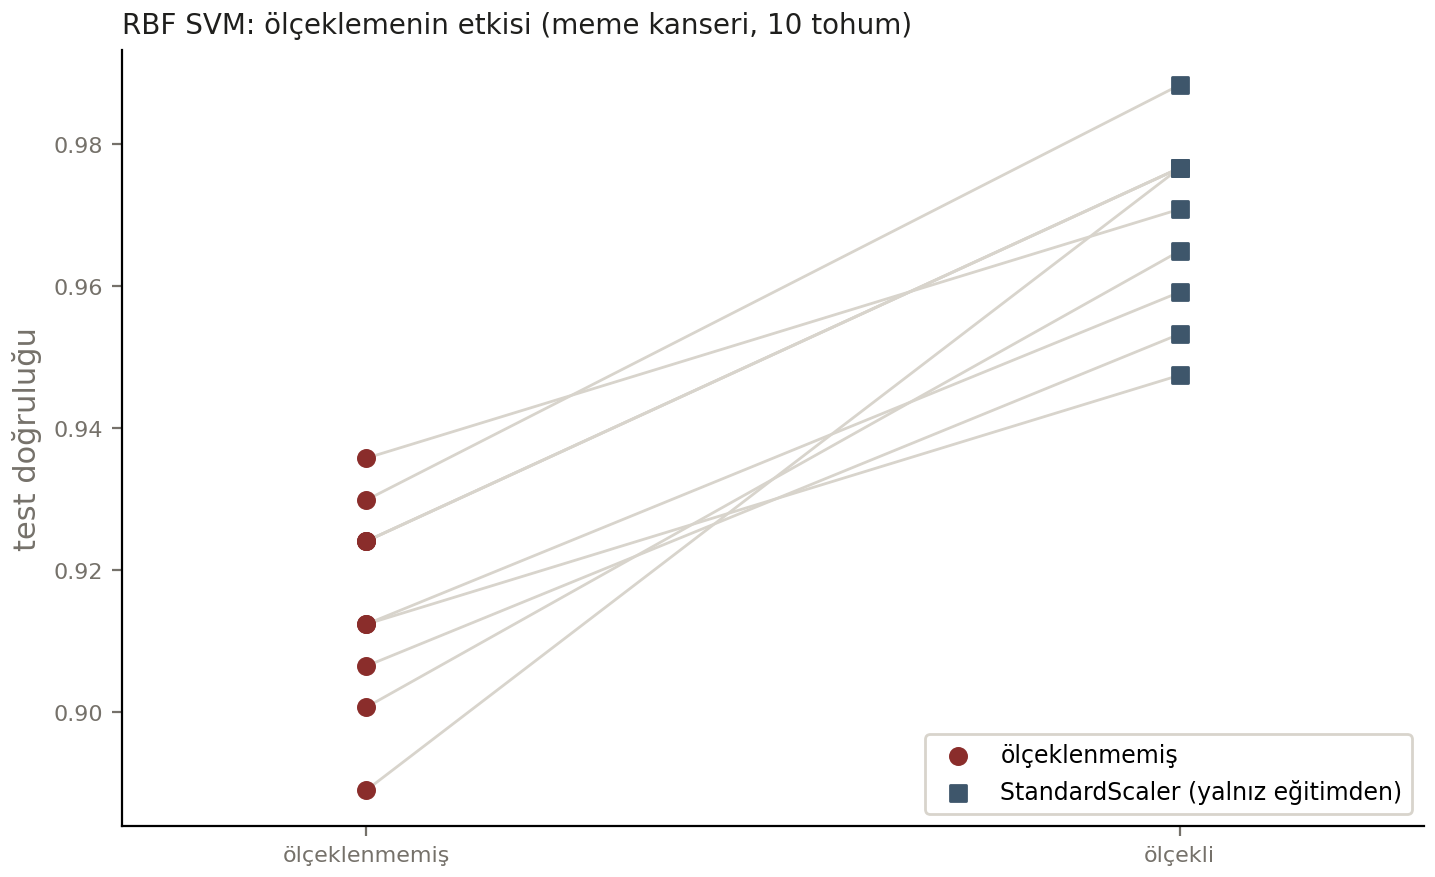 RBF SVM: ölçeklemenin etkisi (meme kanseri, 10 tohum)
test doğruluğu
0.98
0.96
0.94
0.92
0.90
ölçeklenmemiş
StandardScaler (yalnız eğitimden)
ölçeklenmemiş
ölçekli